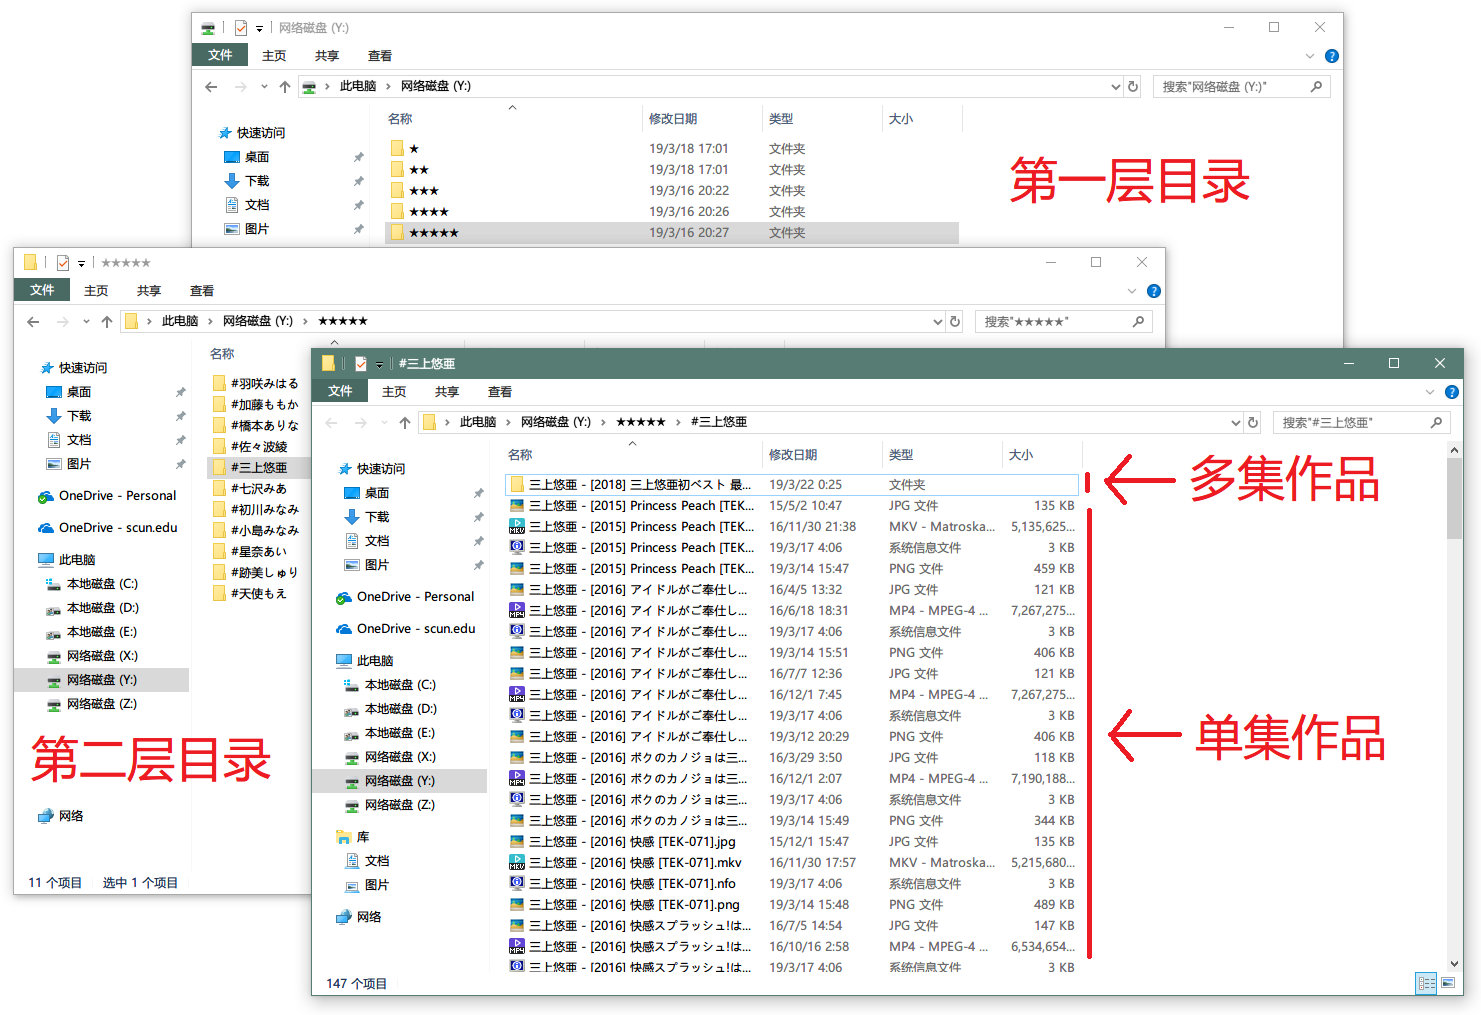 网络磁盘 (Y:)
文件 主页 共享 查看
此电脑 网络磁盘 (Y:) 搜索"网络磁盘 (Y:)"
名称 修改日期 类型 大小
快速访问
桌面
下载
文档
图片
★ 19/3/18 17:01 文件夹
★★ 19/3/18 17:01 文件夹
★★★ 19/3/16 20:22 文件夹
★★★★ 19/3/16 20:26 文件夹
★★★★★ 19/3/16 20:27 文件夹
第一层目录
★★★★★
文件 主页 共享 查看
此电脑 网络磁盘 (Y:) ★★★★★ 搜索"★★★★★"
快速访问
桌面
下载
文档
图片
OneDrive - Personal
OneDrive - scun.edu
此电脑
本地磁盘 (C:)
本地磁盘 (D:)
本地磁盘 (E:)
网络磁盘 (X:)
网络磁盘 (Y:)
网络磁盘 (Z:)
网络
名称
#羽咲みはる
#加藤ももか
#橋本ありな
#佐々波綾
#三上悠亜
#七沢みあ
#初川みなみ
#小島みなみ
#星奈あい
#跡美しゅり
#天使もえ
第二层目录
11 个项目 选中 1 个项目
#三上悠亜
文件 主页 共享 查看
此电脑 网络磁盘 (Y:) ★★★★★ #三上悠亜 搜索"#三上悠亜"
快速访问
桌面
下载
文档
图片
OneDrive - Personal
OneDrive - scun.edu
此电脑
本地磁盘 (C:)
本地磁盘 (D:)
本地磁盘 (E:)
网络磁盘 (X:)
网络磁盘 (Y:)
网络磁盘 (Z:)
库
文档
图片
网络
名称 修改日期 类型 大小
三上悠亜 - [2018] 三上悠亜初ベスト 最... 19/3/22 0:25 文件夹
三上悠亜 - [2015] Princess Peach [TEK... 15/5/2 10:47 JPG 文件 135 KB
三上悠亜 - [2015] Princess Peach [TEK... 16/11/30 21:38 MKV - Matroska... 5,135,625...
三上悠亜 - [2015] Princess Peach [TEK... 19/3/17 4:06 系统信息文件 3 KB
三上悠亜 - [2015] Princess Peach [TEK... 19/3/14 15:47 PNG 文件 459 KB
三上悠亜 - [2016] アイドルがご奉仕し... 16/4/5 13:32 JPG 文件 121 KB
三上悠亜 - [2016] アイドルがご奉仕し... 16/6/18 18:31 MP4 - MPEG-4 ... 7,267,275...
三上悠亜 - [2016] アイドルがご奉仕し... 19/3/17 4:06 系统信息文件 3 KB
三上悠亜 - [2016] アイドルがご奉仕し... 19/3/14 15:51 PNG 文件 406 KB
三上悠亜 - [2016] アイドルがご奉仕し... 16/7/7 12:36 JPG 文件 121 KB
三上悠亜 - [2016] アイドルがご奉仕し... 16/12/1 7:45 MP4 - MPEG-4 ... 7,267,275...
三上悠亜 - [2016] アイドルがご奉仕し... 19/3/17 4:06 系统信息文件 3 KB
三上悠亜 - [2016] アイドルがご奉仕し... 19/3/12 20:29 PNG 文件 406 KB
三上悠亜 - [2016] ボクのカノジョは三... 16/3/29 3:50 JPG 文件 118 KB
三上悠亜 - [2016] ボクのカノジョは三... 16/12/1 2:07 MP4 - MPEG-4 ... 7,190,188...
三上悠亜 - [2016] ボクのカノジョは三... 19/3/17 4:06 系统信息文件 3 KB
三上悠亜 - [2016] ボクのカノジョは三... 19/3/14 15:49 PNG 文件 344 KB
三上悠亜 - [2016] 快感 [TEK-071].jpg 15/12/1 15:47 JPG 文件 135 KB
三上悠亜 - [2016] 快感 [TEK-071].mkv 16/11/30 17:57 MKV - Matroska... 5,215,680...
三上悠亜 - [2016] 快感 [TEK-071].nfo 19/3/17 4:06 系统信息文件 3 KB
三上悠亜 - [2016] 快感 [TEK-071].png 19/3/14 15:48 PNG 文件 489 KB
三上悠亜 - [2016] 快感スプラッシュ!は... 16/7/5 14:54 JPG 文件 147 KB
三上悠亜 - [2016] 快感スプラッシュ!は... 16/10/16 2:58 MP4 - MPEG-4 ... 6,534,654...
三上悠亜 - [2016] 快感スプラッシュ!は... 19/3/17 4:06 系统信息文件 3 KB
多集作品
单集作品
147 个项目